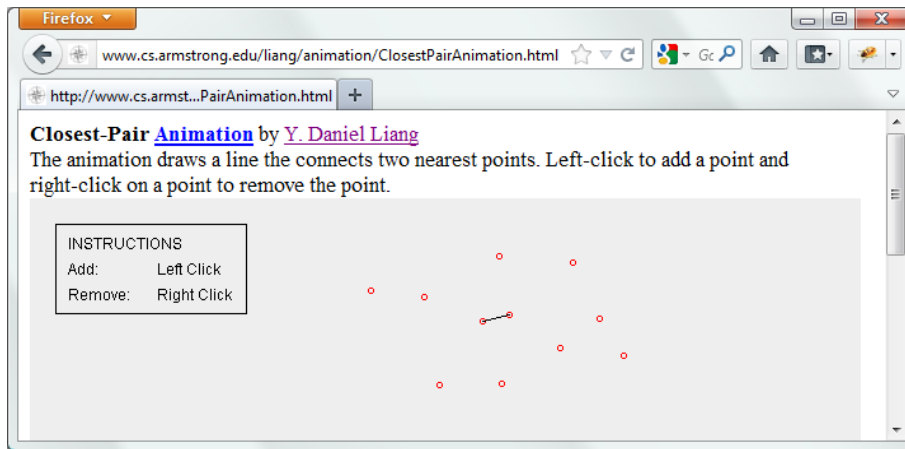 Firefox
www.cs.armstrong.edu/liang/animation/ClosestPairAnimation.html
Gc
http://www.cs.armst...PairAnimation.html
Closest-Pair Animation by Y. Daniel Liang
The animation draws a line the connects two nearest points. Left-click to add a point and
right-click on a point to remove the point.
INSTRUCTIONS
Add: Left Click
Remove: Right Click